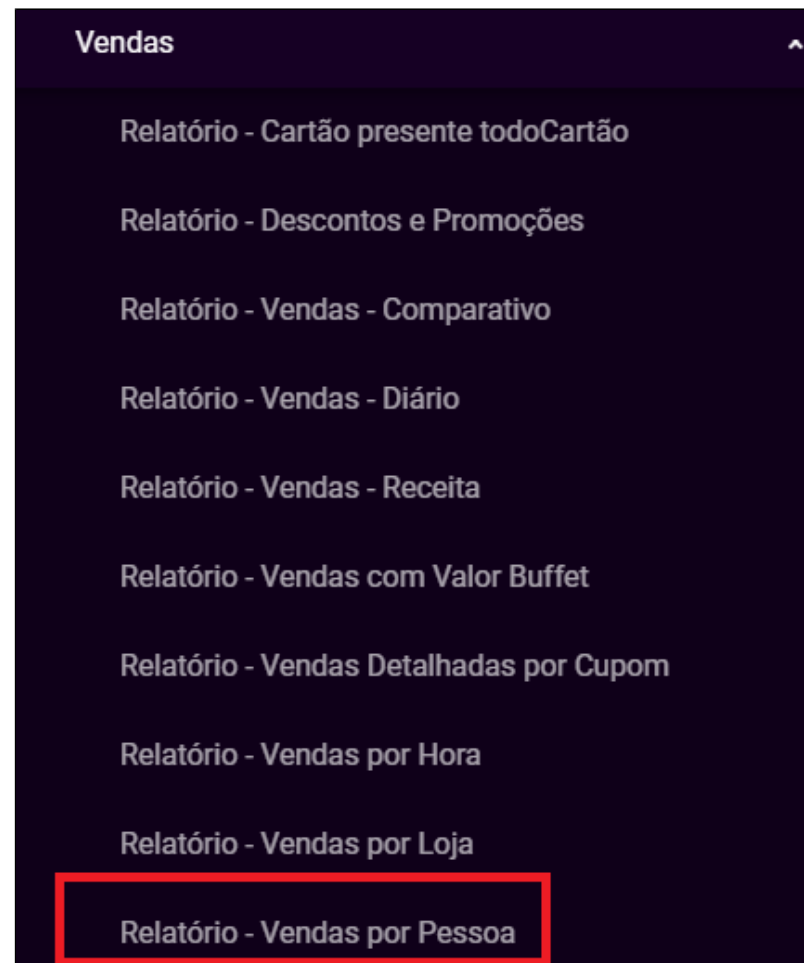 Vendas
Relatório - Cartão presente todoCartão
Relatório - Descontos e Promoções
Relatório - Vendas - Comparativo
Relatório - Vendas - Diário
Relatório - Vendas - Receita
Relatório - Vendas com Valor Buffet
Relatório - Vendas Detalhadas por Cupom
Relatório - Vendas por Hora
Relatório - Vendas por Loja
Relatório - Vendas por Pessoa